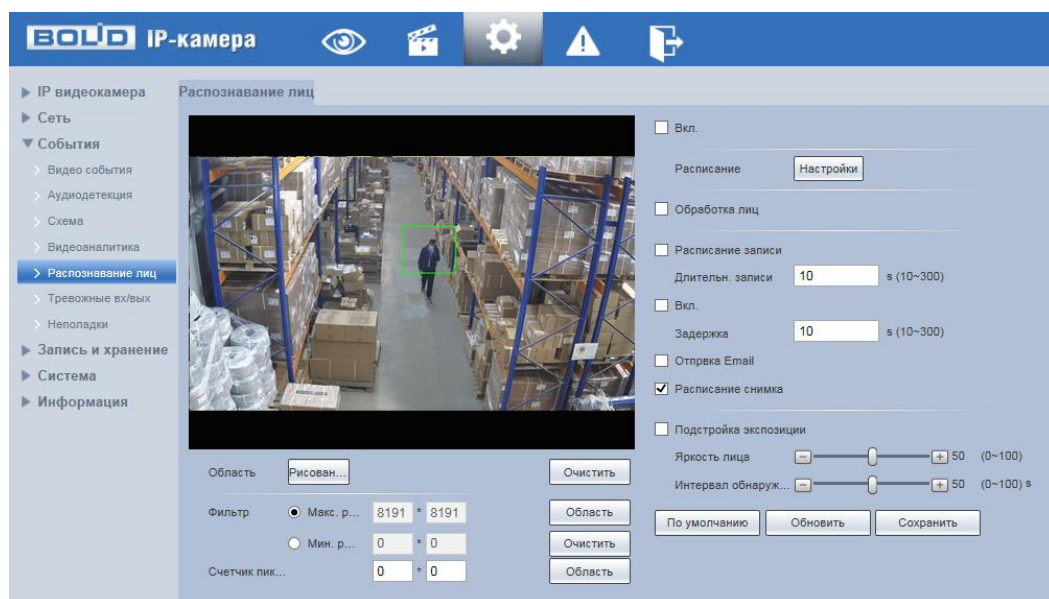 BOLID IP-камера
IP видеокамера
Сеть
События
Видео события
Аудиодетекция
Схема
Видеоаналитика
Распознавание лиц
Тревожные вх/вых
Неполадки
Запись и хранение
Система
Информация
Распознавание лиц
Область Рисован... Очистить
Фильтр Макс. р... 8191 * 8191 Область
Мин. р... 0 * 0 Очистить
Счетчик пик... 0 * 0 Область
Вкл.
Расписание Настройки
Обработка лиц
Расписание записи
Длительн. записи 10 s (10~300)
Вкл.
Задержка 10 s (10~300)
Отпрвка Email
Расписание снимка
Подстройка экспозиции
Яркость лица 50 (0~100)
Интервал обнаруж... 50 (0~100) s
По умолчанию Обновить Сохранить